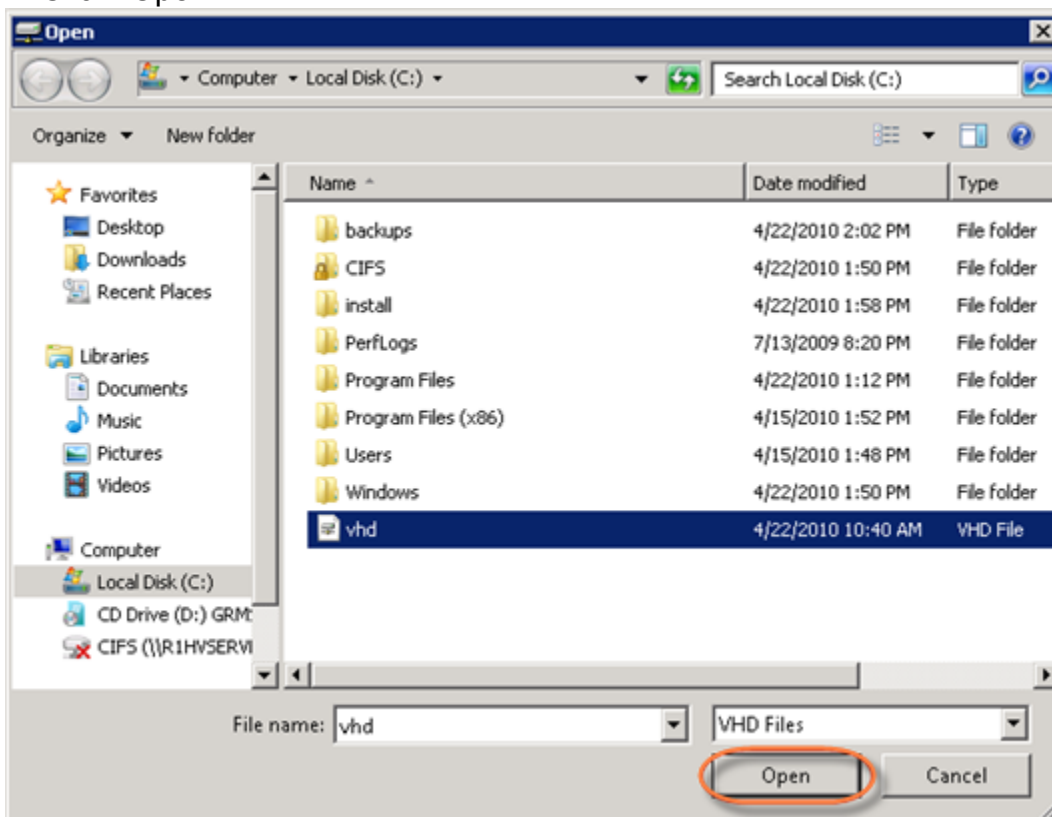 Open
Computer Local Disk (C:)
Search Local Disk (C:)
Organize New folder
Favorites
Desktop
Downloads
Recent Places
Libraries
Documents
Music
Pictures
Videos
Computer
Local Disk (C:)
CD Drive (D:) GRM
CIFS (\\R1HVSERV
Name Date modified Type
backups 4/22/2010 2:02 PM File folder
CIFS 4/22/2010 1:50 PM File folder
install 4/22/2010 1:58 PM File folder
PerfLogs 7/13/2009 8:20 PM File folder
Program Files 4/22/2010 1:12 PM File folder
Program Files (x86) 4/15/2010 1:52 PM File folder
Users 4/15/2010 1:48 PM File folder
Windows 4/22/2010 1:50 PM File folder
vhd 4/22/2010 10:40 AM VHD File
File name: vhd VHD Files
Open Cancel